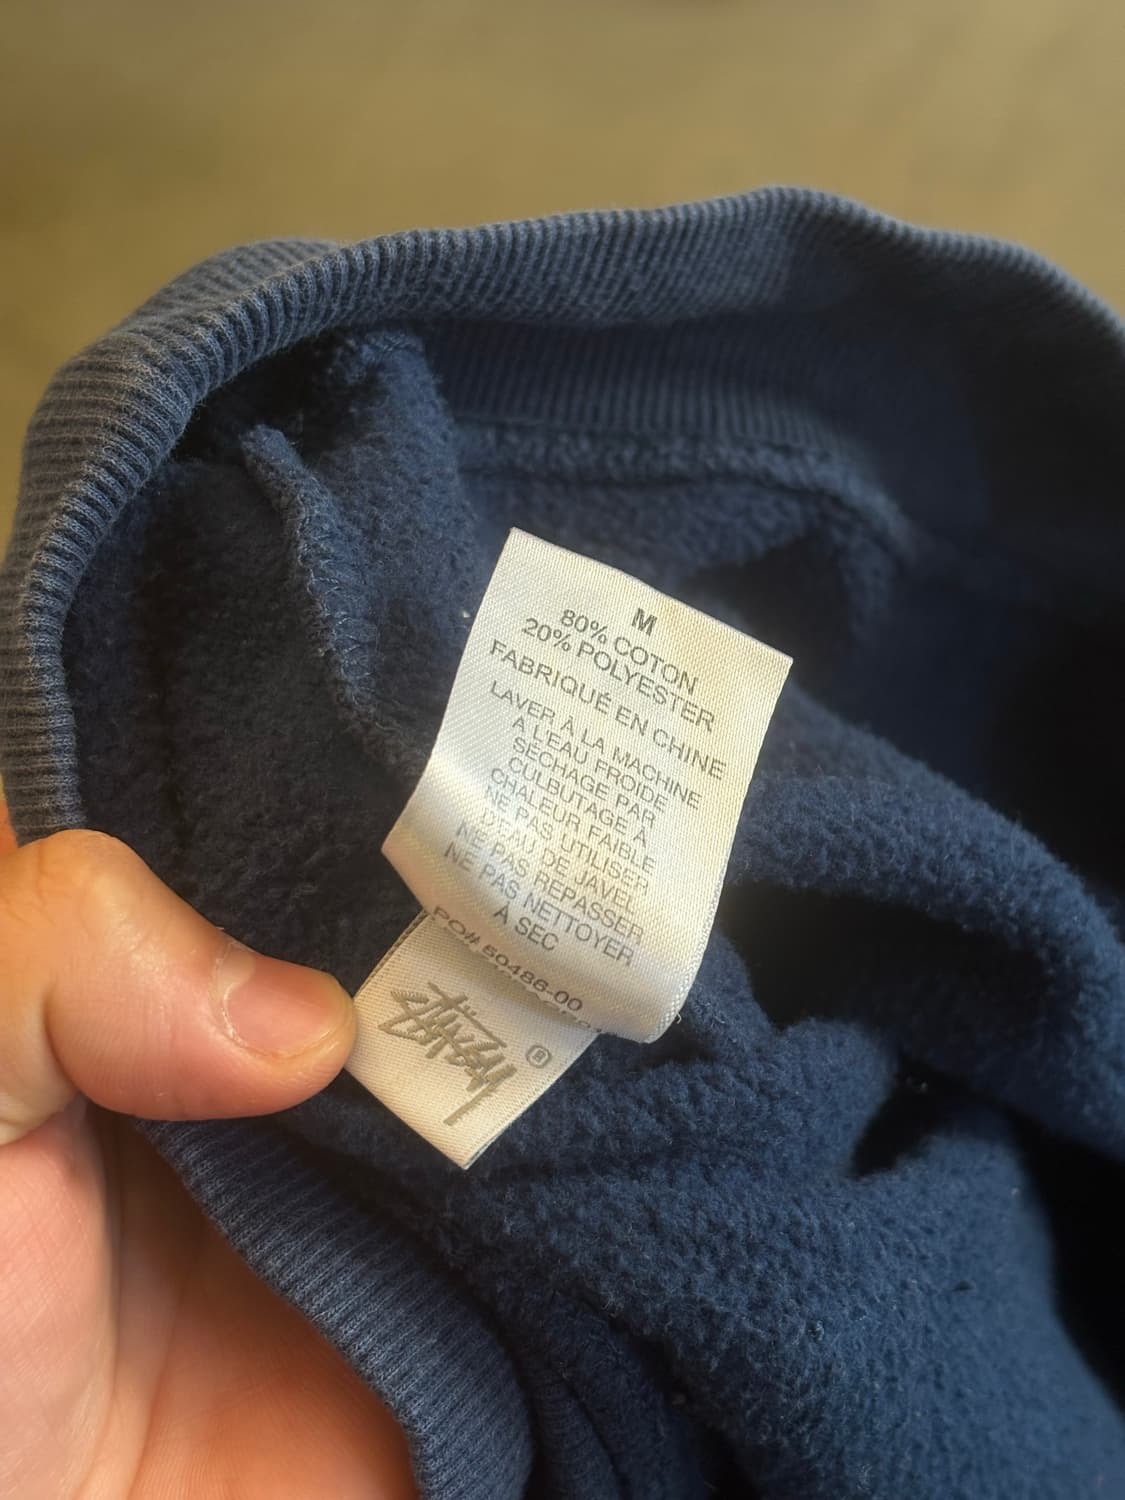 M
80% COTON
20% POLYESTER
FABRIQUÉ EN CHINE
LAVER À LA MACHINE
À L'EAU FROIDE
SÉCHAGE PAR
CULBUTAGE À
CHALEUR FAIBLE
NE PAS UTILISER
D'EAU DE JAVEL
NE PAS REPASSER
NE PAS NETTOYER
À SEC
PO# 50486-00
STÜSSY ®